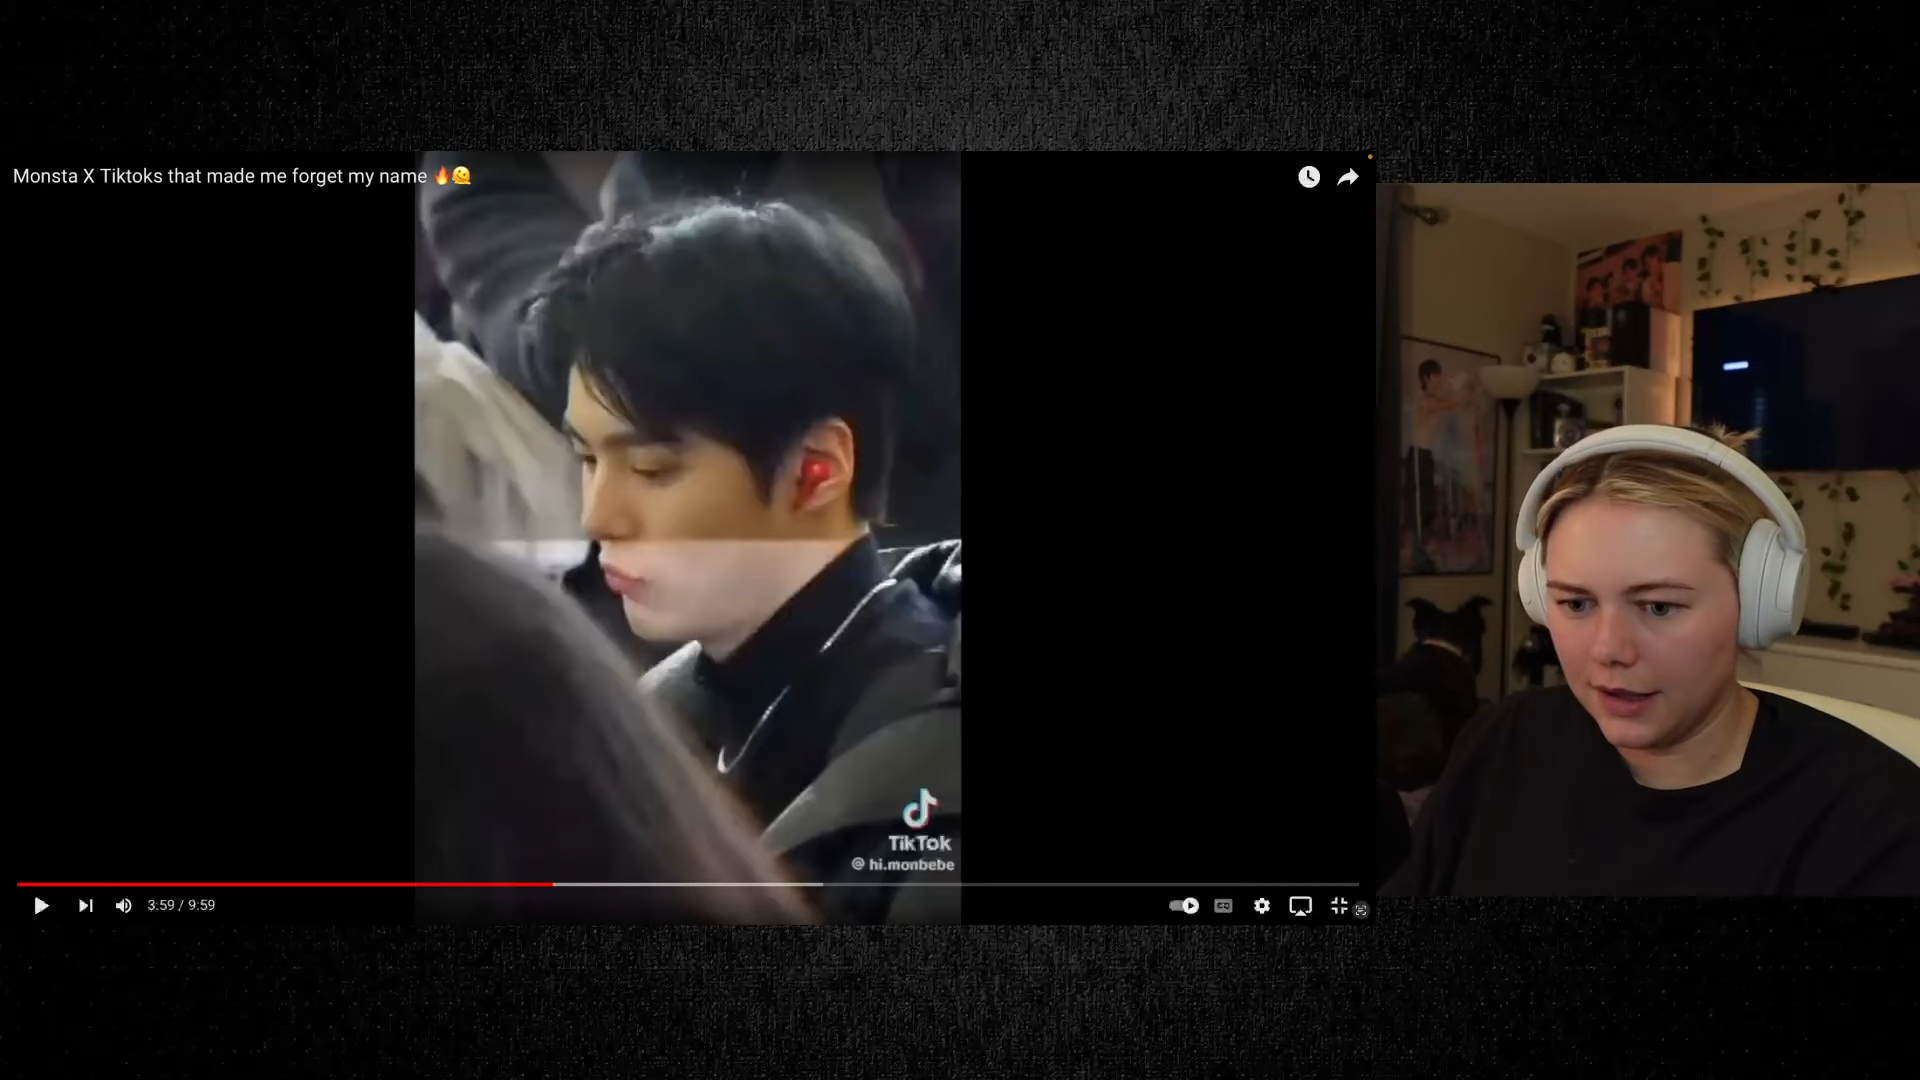 Monsta X Tiktoks that made me forget my name 🔥🫠
TikTok
@ hi.monbebe
3:59 / 9:59